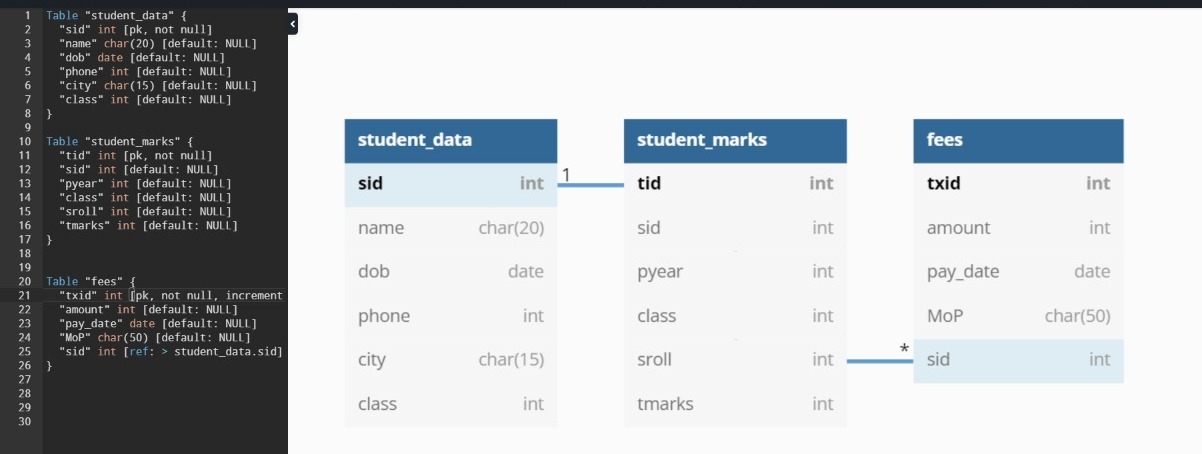 1 Table "student_data" {
2 "sid" int [pk, not null]
3 "name" char(20) [default: NULL]
4 "dob" date [default: NULL]
5 "phone" int [default: NULL]
6 "city" char(15) [default: NULL]
7 "class" int [default: NULL]
8 }
9
10 Table "student_marks" {
11 "tid" int [pk, not null]
12 "sid" int [default: NULL]
13 "pyear" int [default: NULL]
14 "class" int [default: NULL]
15 "sroll" int [default: NULL]
16 "tmarks" int [default: NULL]
17 }
18
19
20 Table "fees" {
21 "txid" int [pk, not null, increment
22 "amount" int [default: NULL]
23 "pay_date" date [default: NULL]
24 "MoP" char(50) [default: NULL]
25 "sid" int [ref: > student_data.sid]
26 }
27
28
29
30
student_data
sid int
name char(20)
dob date
phone int
city char(15)
class int
1
student_marks
tid int
sid int
pyear int
class int
sroll int
tmarks int
*
fees
txid int
amount int
pay_date date
MoP char(50)
sid int